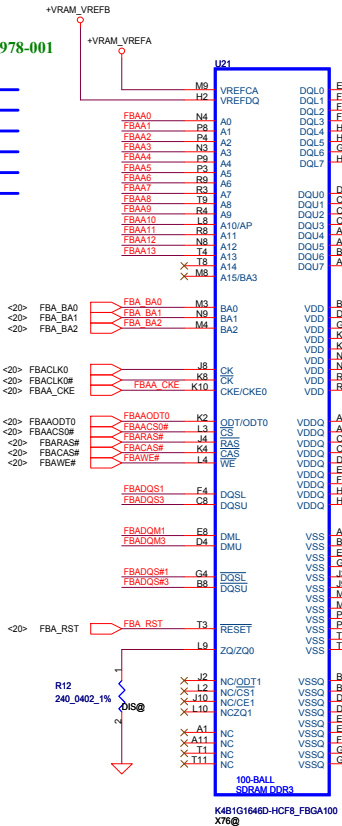 +VRAM_VREFB
978-001
+VRAM_VREFA
U21
M9 VREFCA DQL0 E
H2 VREFDQ DQL1 F
DQL2 F
FBAA0 N4 A0 DQL3 F
FBAA1 P8 A1 DQL4 H
FBAA2 P4 A2 DQL5 H
FBAA3 N3 A3 DQL6 G
FBAA4 P9 A4 DQL7 H
FBAA5 P3 A5
FBAA6 R9 A6
FBAA7 R3 A7 DQU0 D
FBAA8 T9 A8 DQU1 C
FBAA9 R4 A9 DQU2 C
FBAA10 L8 A10/AP DQU3 C
FBAA11 R8 A11 DQU4 A
FBAA12 N8 A12 DQU5 A
FBAA13 T4 A13 DQU6 B
T8 A14 DQU7 A
M8 A15/BA3
<20> FBA_BA0 FBA_BA0 M3 BA0 VDD B
<20> FBA_BA1 FBA_BA1 N9 BA1 VDD D
<20> FBA_BA2 FBA_BA2 M4 BA2 VDD G
VDD K
VDD K
VDD N
<20> FBACLK0 J8 CK VDD N
<20> FBACLK0# K8 CK VDD R
<20> FBAA_CKE FBAA_CKE K10 CKE/CKE0 VDD R
<20> FBAAODT0 FBAAODT0 K2 ODT/ODT0 VDDQ A
<20> FBAACS0# FBAACS0# L3 CS VDDQ A
<20> FBARAS# FBARAS# J4 RAS VDDQ C
<20> FBACAS# FBACAS# K4 CAS VDDQ C
<20> FBAWE# FBAWE# L4 WE VDDQ D
VDDQ E
VDDQ F
FBADQS1 F4 DQSL VDDQ H
FBADQS3 C8 DQSU VDDQ H
FBADQM1 E8 DML VSS A
FBADQM3 D4 DMU VSS B
VSS E
VSS G
FBADQS#1 G4 DQSL VSS J
FBADQS#3 B8 DQSU VSS J
VSS M
VSS M
VSS P
<20> FBA_RST FBA_RST T3 RESET VSS P
VSS T
L9 ZQ/ZQ0 VSS T
1
R12
240_0402_1%
DIS@
2
J2 NC/ODT1 VSSQ B
L2 NC/CS1 VSSQ B
J10 NC/CE1 VSSQ D
L10 NCZQ1 VSSQ D
VSSQ E
A1 NC VSSQ E
A11 NC VSSQ F
T1 NC VSSQ G
T11 NC VSSQ G
100-BALL
SDRAM DDR3
K4B1G1646D-HCF8_FBGA100
X76@